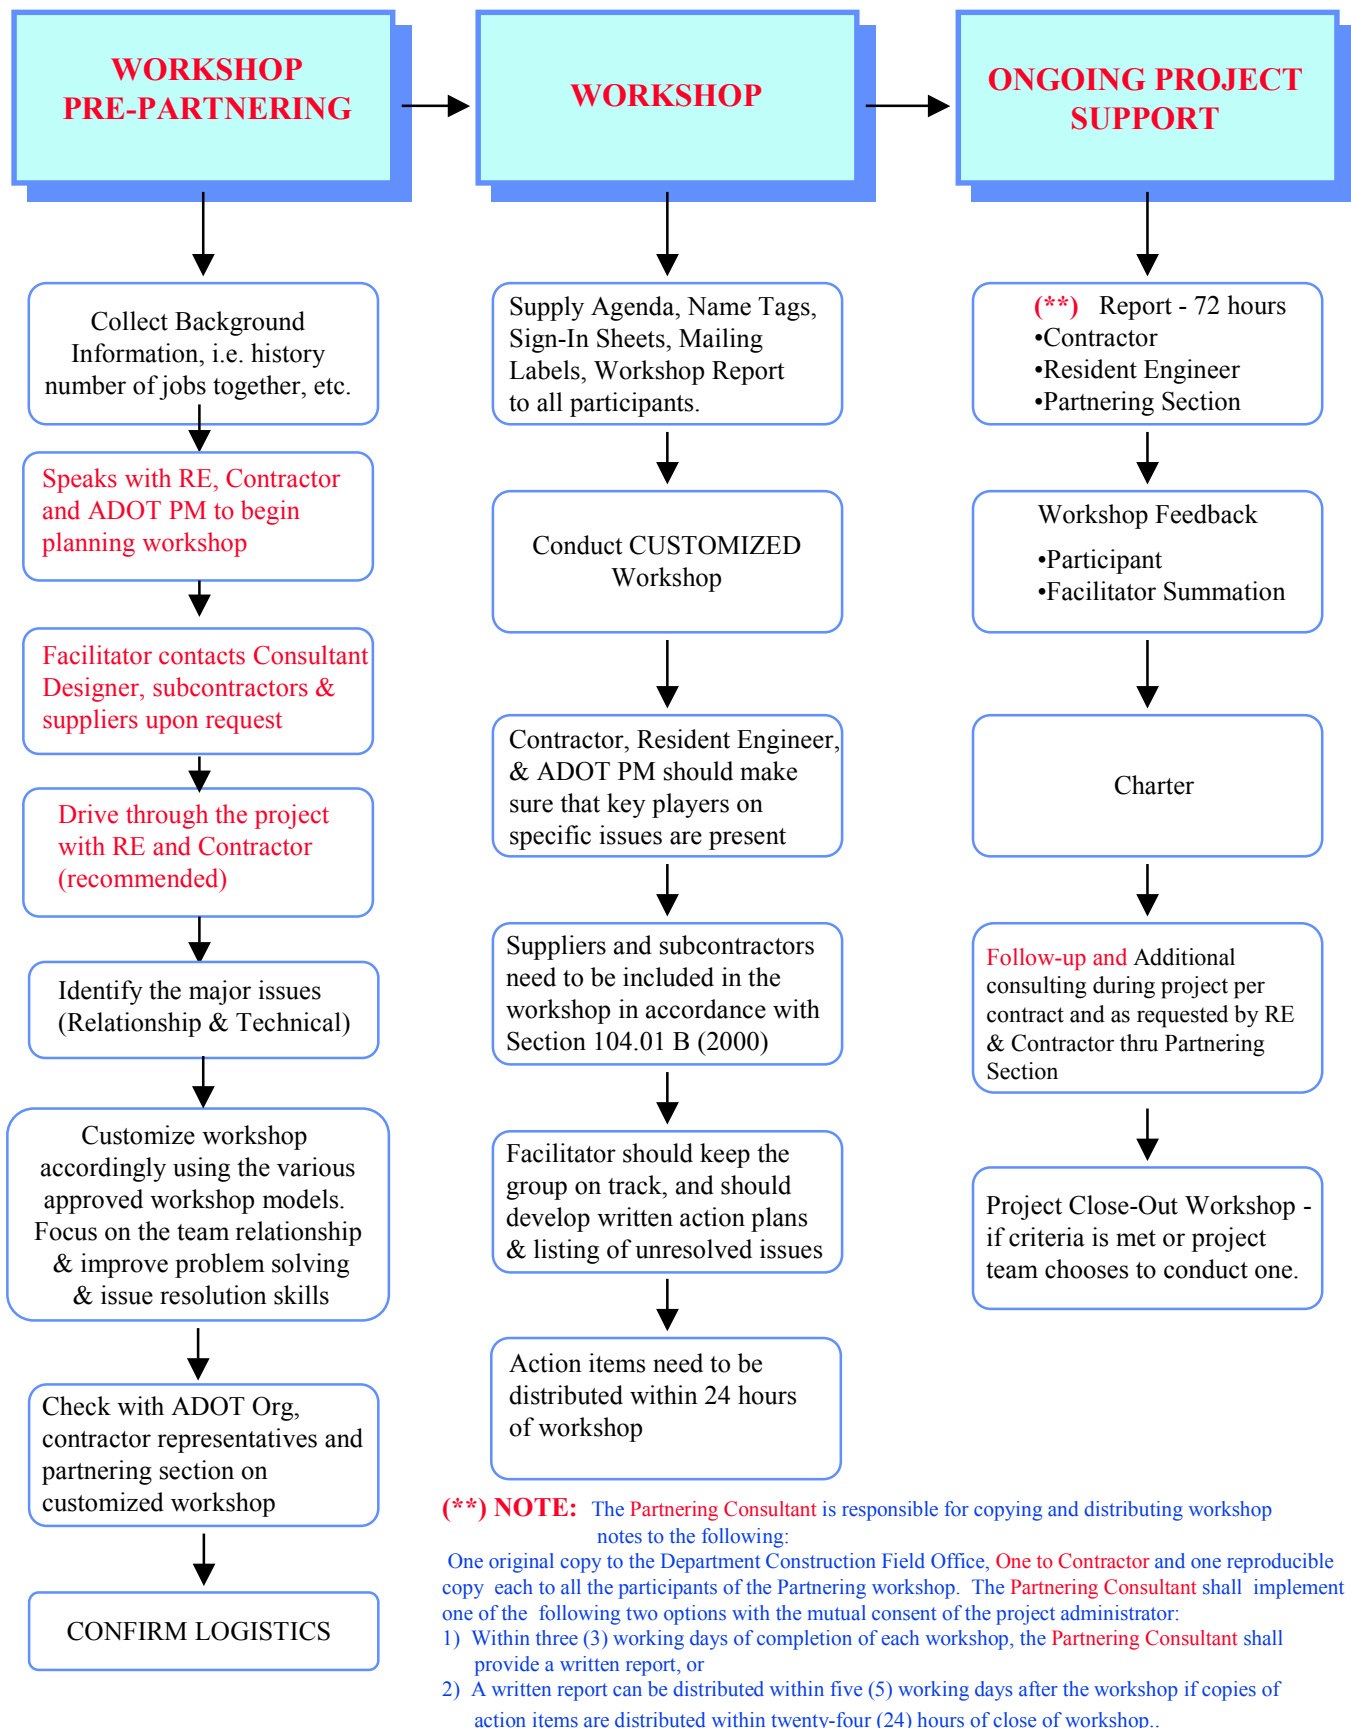 WORKSHOP
PRE-PARTNERING
WORKSHOP
ONGOING PROJECT
SUPPORT
Collect Background
Information, i.e. history
number of jobs together, etc.
Speaks with RE, Contractor
and ADOT PM to begin
planning workshop
Facilitator contacts Consultant
Designer, subcontractors &
suppliers upon request
Drive through the project
with RE and Contractor
(recommended)
Identify the major issues
(Relationship & Technical)
Customize workshop
accordingly using the various
approved workshop models.
Focus on the team relationship
& improve problem solving
& issue resolution skills
Check with ADOT Org,
contractor representatives and
partnering section on
customized workshop
CONFIRM LOGISTICS
Supply Agenda, Name Tags,
Sign-In Sheets, Mailing
Labels, Workshop Report
to all participants.
Conduct CUSTOMIZED
Workshop
Contractor, Resident Engineer,
& ADOT PM should make
sure that key players on
specific issues are present
Suppliers and subcontractors
need to be included in the
workshop in accordance with
Section 104.01 B (2000)
Facilitator should keep the
group on track, and should
develop written action plans
& listing of unresolved issues
Action items need to be
distributed within 24 hours
of workshop
(**) Report - 72 hours
•Contractor
•Resident Engineer
•Partnering Section
Workshop Feedback
•Participant
•Facilitator Summation
Charter
Follow-up and Additional
consulting during project per
contract and as requested by RE
& Contractor thru Partnering
Section
Project Close-Out Workshop -
if criteria is met or project
team chooses to conduct one.
(**) NOTE: The Partnering Consultant is responsible for copying and distributing workshop
notes to the following:
One original copy to the Department Construction Field Office, One to Contractor and one reproducible
copy each to all the participants of the Partnering workshop. The Partnering Consultant shall implement
one of the following two options with the mutual consent of the project administrator:
1) Within three (3) working days of completion of each workshop, the Partnering Consultant shall
provide a written report, or
2) A written report can be distributed within five (5) working days after the workshop if copies of
action items are distributed within twenty-four (24) hours of close of workshop..